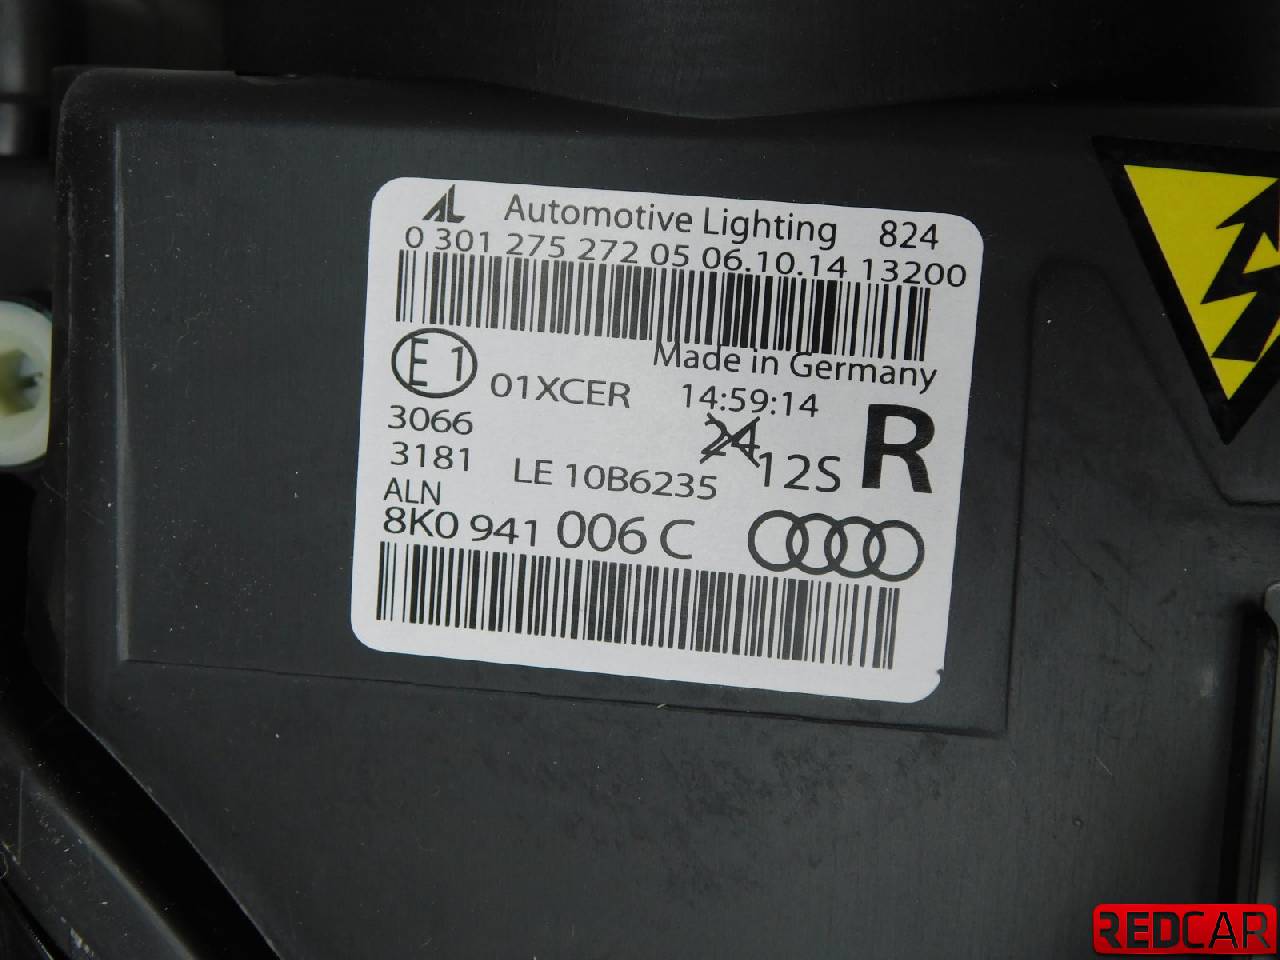 AL Automotive Lighting 824
0 301 275 272 05 06.10.14 13200
Made in Germany
E1 01XCER 14:59:14
3066 24 R
3181 LE 10B6235 12S
ALN
8K0 941 006 C
REDCAR